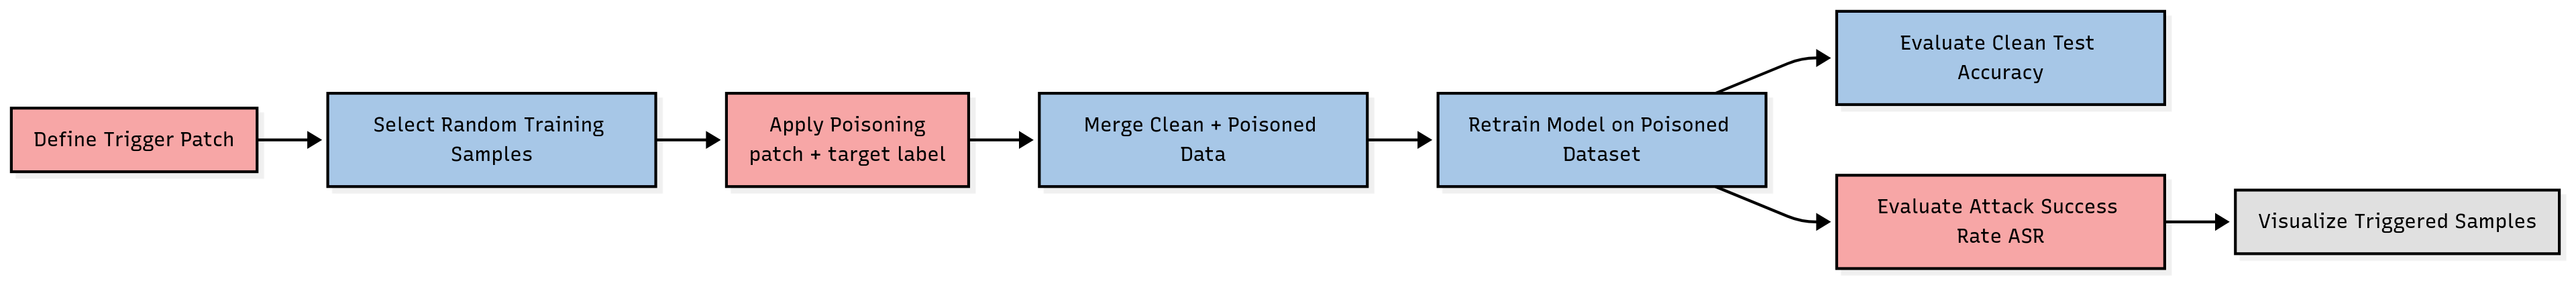 Define Trigger Patch
Select Random Training
Samples
Apply Poisoning
patch + target label
Merge Clean + Poisoned
Data
Retrain Model on Poisoned
Dataset
Evaluate Clean Test
Accuracy
Evaluate Attack Success
Rate ASR
Visualize Triggered Samples